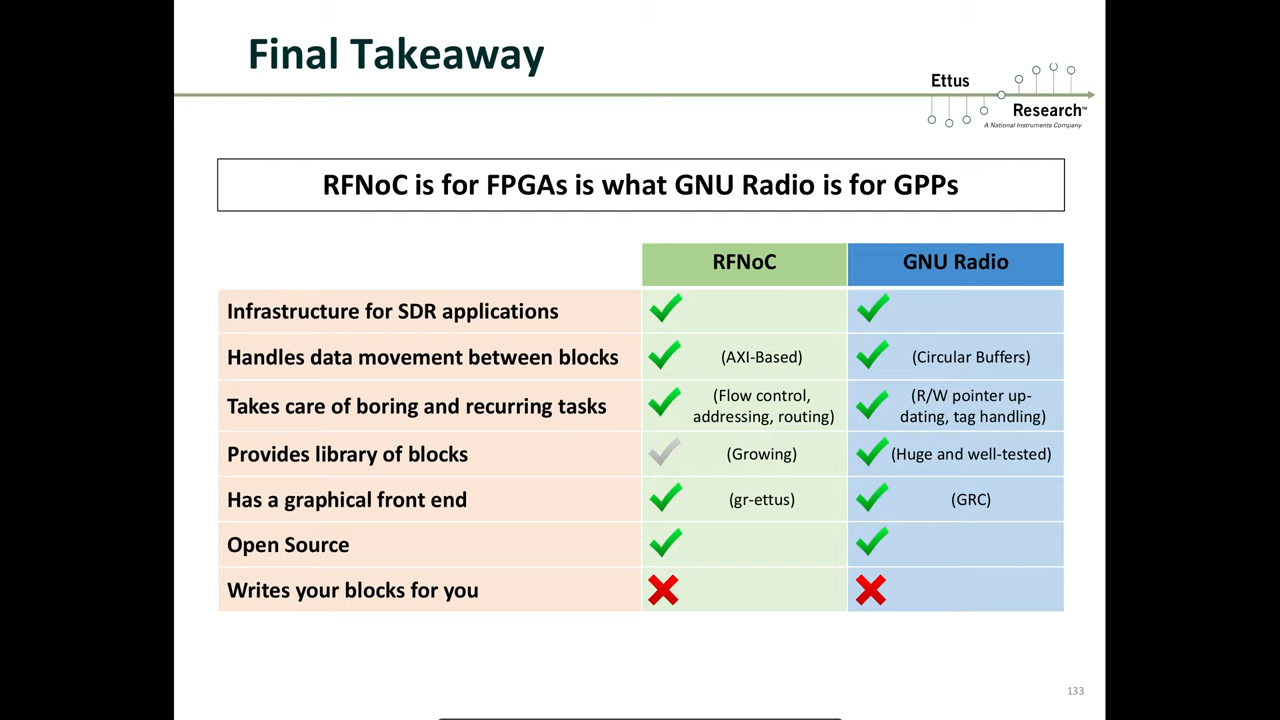 Final Takeaway
Ettus
Research™
A National Instruments Company
RFNoC is for FPGAs is what GNU Radio is for GPPs
RFNoC GNU Radio
Infrastructure for SDR applications
Handles data movement between blocks (AXI-Based) (Circular Buffers)
Takes care of boring and recurring tasks (Flow control, addressing, routing) (R/W pointer up-dating, tag handling)
Provides library of blocks (Growing) (Huge and well-tested)
Has a graphical front end (gr-ettus) (GRC)
Open Source
Writes your blocks for you
133